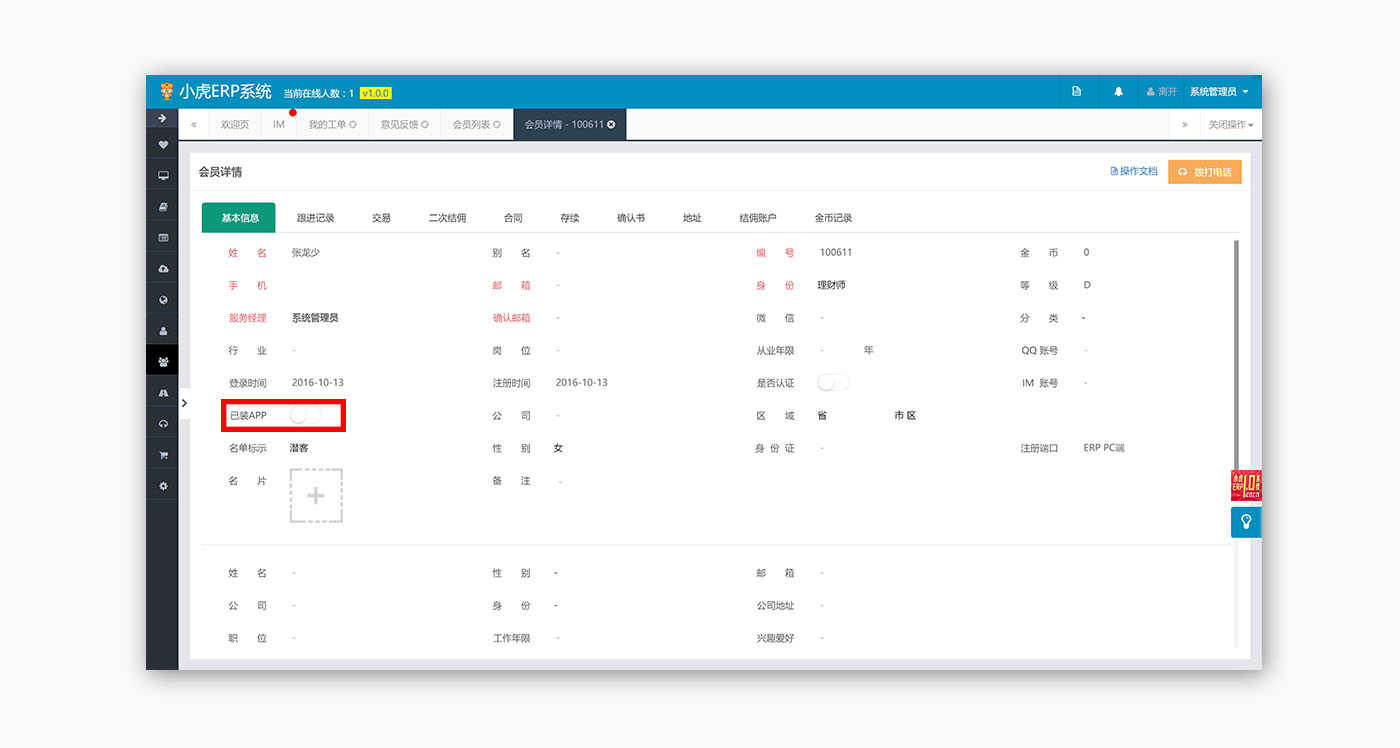 小虎ERP系统 当前在线人数：1 v1.0.0 离开 系统管理员
« 欢迎页 IM 我的工单 意见反馈 会员列表 会员详情 - 100611 » 关闭操作
会员详情 操作文档 拨打电话
基本信息 跟进记录 交易 二次结佣 合同 存续 确认书 地址 结佣账户 金币记录
姓 名 张龙少 别 名 - 编 号 100611 金 币 0
手 机 邮 箱 - 身 份 理财师 等 级 D
服务经理 系统管理员 确认邮箱 - 微 信 - 分 类 -
行 业 - 岗 位 - 从业年限 - 年 QQ 账号 -
登录时间 2016-10-13 注册时间 2016-10-13 是否认证 IM 账号 -
已装APP 公 司 - 区 域 省 市 区
名单标示 潜客 性 别 女 身 份 证 - 注册端口 ERP PC端
名 片 备 注 -
小虎
ERP 1.0
姓 名 - 性 别 - 邮 箱 -
公 司 - 身 份 - 公司地址 -
职 位 - 工作年限 - 兴趣爱好 -